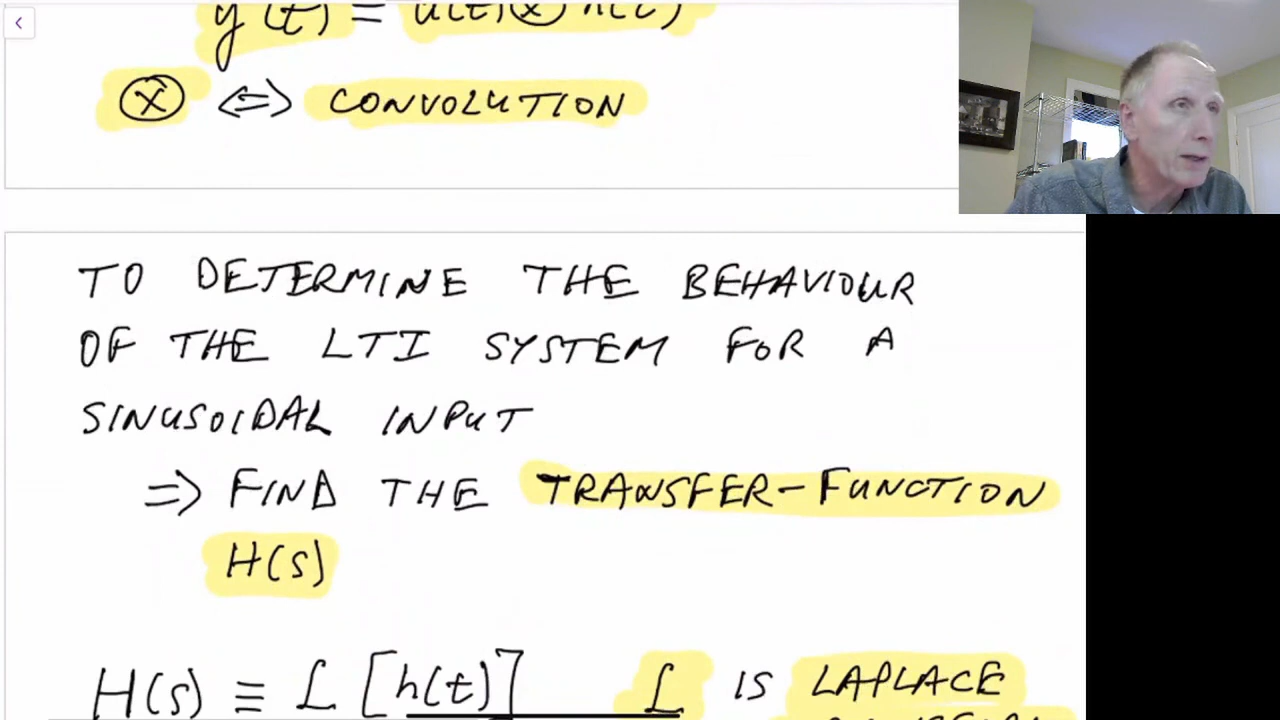 y(t) = u(t) ⊗ h(t)
⊗ ⇔ CONVOLUTION
TO DETERMINE THE BEHAVIOUR
OF THE LTI SYSTEM FOR A
SINUSOIDAL INPUT
⇒ FIND THE TRANSFER-FUNCTION
H(s)
H(s) ≡ ℒ [h(t)] ℒ IS LAPLACE